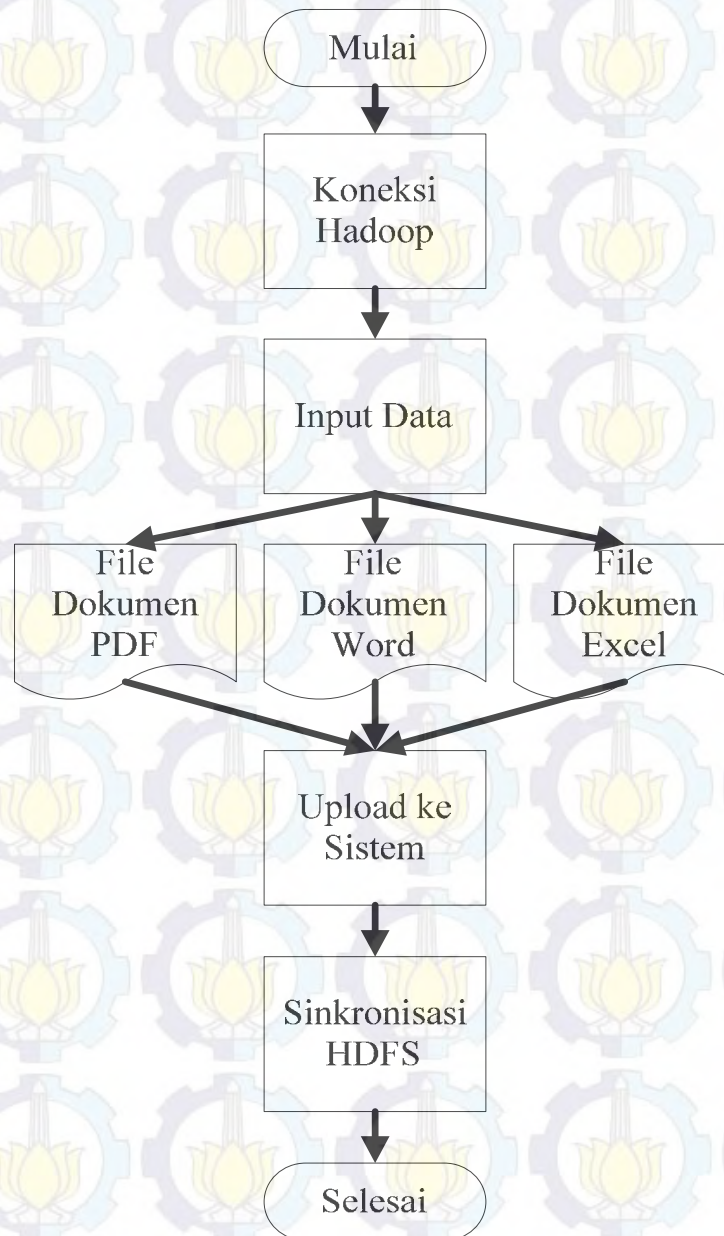 Mulai
Koneksi
Hadoop
Input Data
File
Dokumen
PDF
File
Dokumen
Word
File
Dokumen
Excel
Upload ke
Sistem
Sinkronisasi
HDFS
Selesai